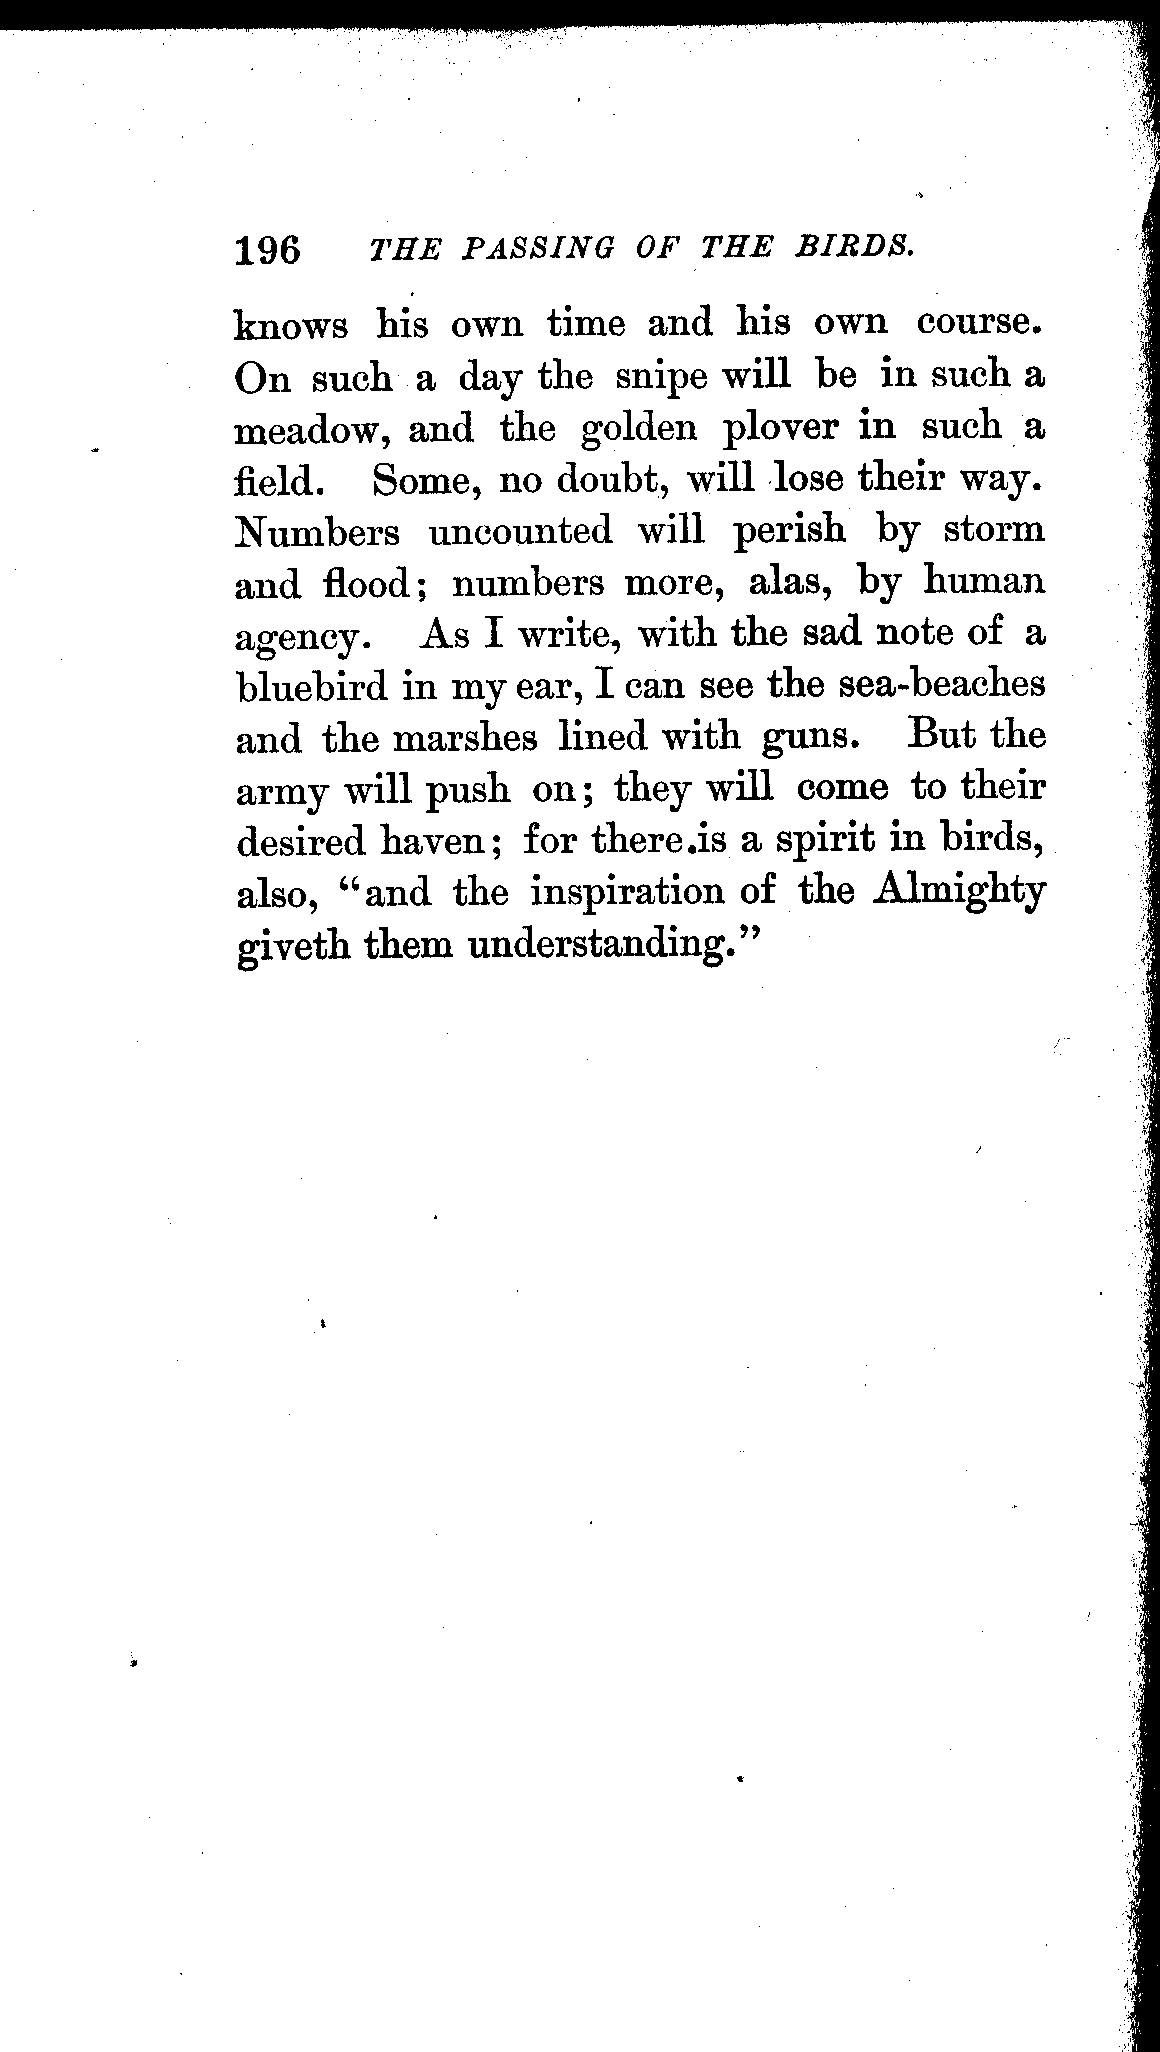 196 THE PASSING OF THE BIRDS.
knows his own time and his own course.
On such a day the snipe will be in such a
meadow, and the golden plover in such a
field. Some, no doubt, will lose their way.
Numbers uncounted will perish by storm
and flood; numbers more, alas, by human
agency. As I write, with the sad note of a
bluebird in my ear, I can see the sea-beaches
and the marshes lined with guns. But the
army will push on; they will come to their
desired haven; for there is a spirit in birds,
also, "and the inspiration of the Almighty
giveth them understanding."